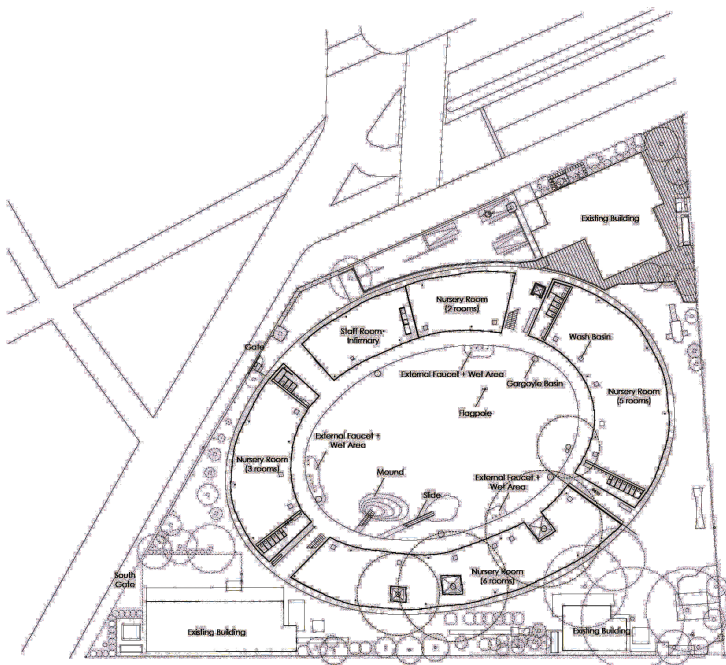 Existing Building
Nursery Room
(2 rooms)
Staff Room-
Infirmary
Wash Basin
Gate
External Faucet + Wet Area
Gargoyle Basin
Nursery Room
(5 rooms)
Flagpole
External Faucet +
Wet Area
Nursery Room
(3 rooms)
Mound
Slide
External Faucet +
Wet Area
Nursery Room
(6 rooms)
South
Gate
Existing Building
Existing Building